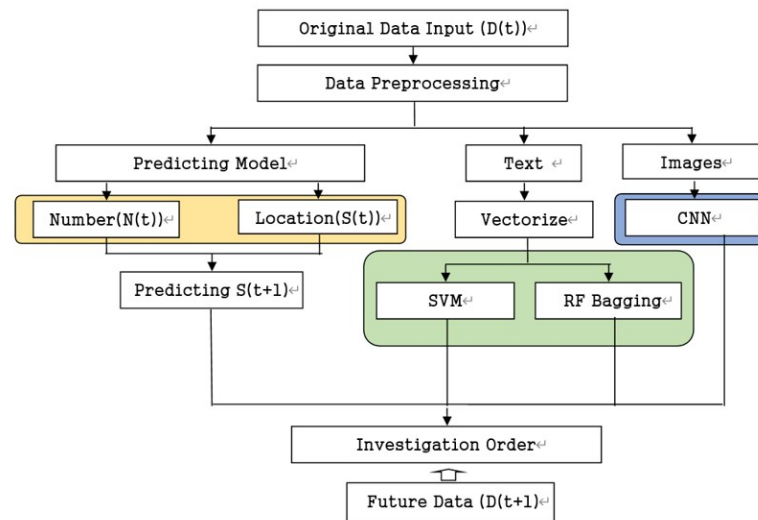 Original Data Input (D(t))↵
Data Preprocessing↵
Predicting Model↵
Text ↵
Images↵
Number(N(t))↵
Location(S(t))↵
Vectorize↵
CNN↵
Predicting S(t+1)↵
SVM↵
RF Bagging↵
Investigation Order↵
Future Data (D(t+1)↵